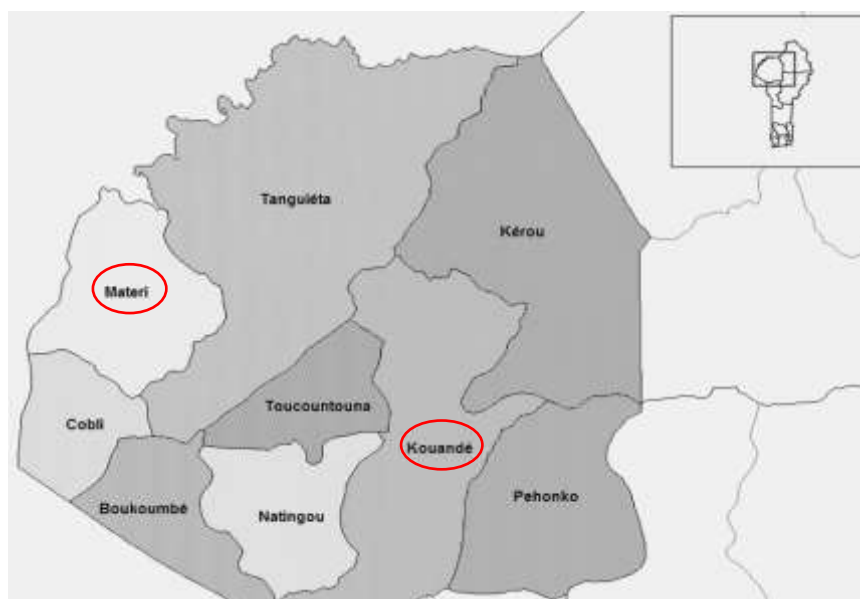 Tanguiéta
Kérou
Materi
Toucountouna
Cobli
Kouandé
Pehonko
Boukoumbé
Natingou